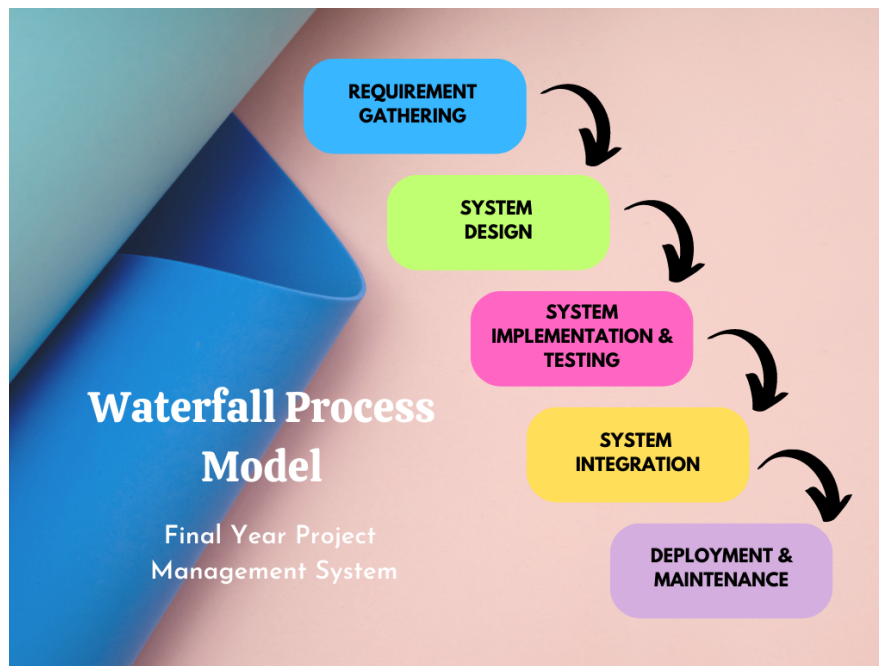 REQUIREMENT
GATHERING
SYSTEM
DESIGN
SYSTEM
IMPLEMENTATION &
TESTING
SYSTEM
INTEGRATION
DEPLOYMENT &
MAINTENANCE
Waterfall Process
Model
Final Year Project
Management System